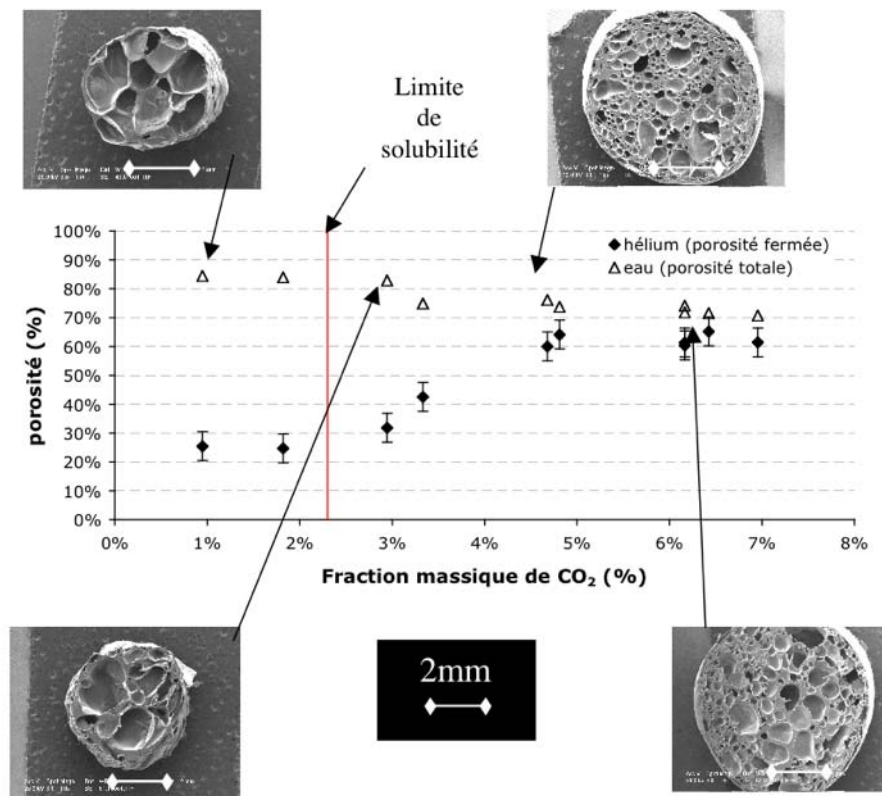 Limite
de
solubilité
100%
90%
80%
70%
60%
50%
40%
30%
20%
10%
0%
porosité (%)
◆ hélium (porosité fermée)
△ eau (porosité totale)
0% 1% 2% 3% 4% 5% 6% 7% 8%
Fraction massique de CO₂ (%)
2mm